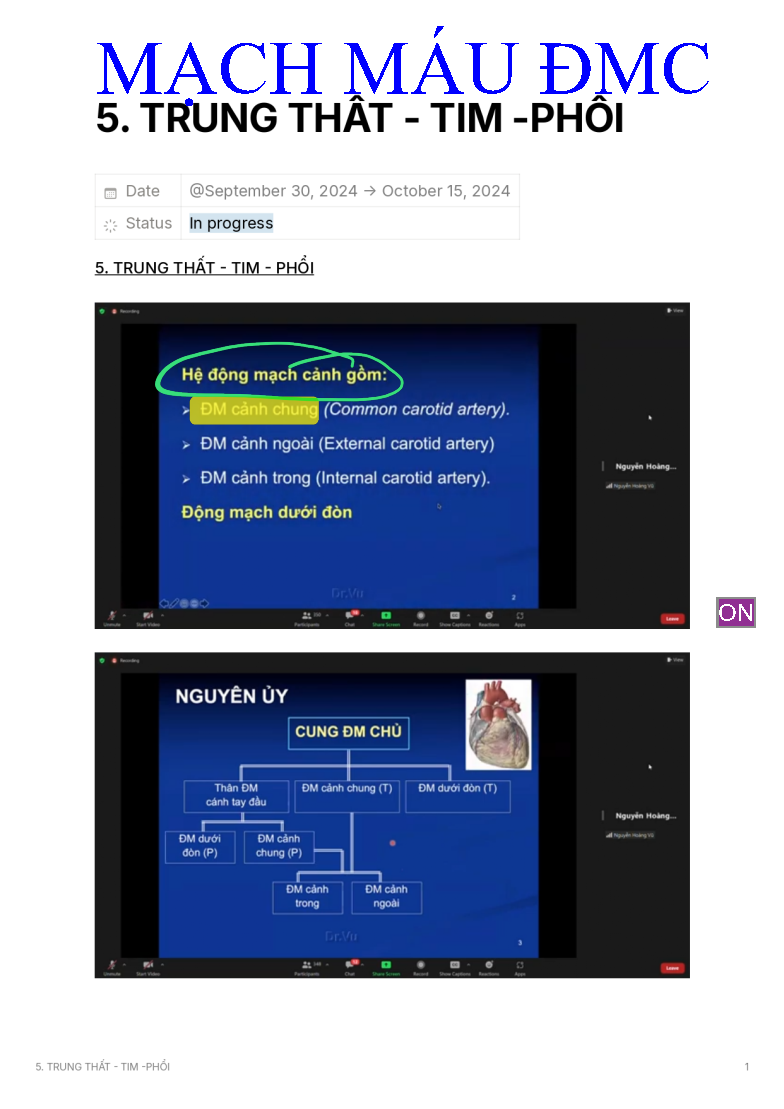 MẠCH MÁU ĐMC
5. TRUNG THẤT - TIM -PHỔI
Date @September 30, 2024 → October 15, 2024
Status In progress
5. TRUNG THẤT - TIM - PHỔI
Recording View
Hệ động mạch cảnh gồm:
➢ ĐM cảnh chung (Common carotid artery).
➢ ĐM cảnh ngoài (External carotid artery)
➢ ĐM cảnh trong (Internal carotid artery).
Động mạch dưới đòn
Nguyễn Hoàng...
Nguyễn Hoàng Vũ
Dr.Vu
2
Unmute Start Video Participants Chat Share Screen Record Show Captions Reactions Apps Leave
ON
Recording View
NGUYÊN ỦY
CUNG ĐM CHỦ
Thân ĐM
cánh tay đầu
ĐM cảnh chung (T)
ĐM dưới đòn (T)
ĐM dưới
đòn (P)
ĐM cảnh
chung (P)
ĐM cảnh
trong
ĐM cảnh
ngoài
Nguyễn Hoàng...
Nguyễn Hoàng Vũ
Dr.Vu
3
Unmute Start Video Participants Chat Share Screen Record Show Captions Reactions Apps Leave
5. TRUNG THẤT - TIM -PHỔI 1